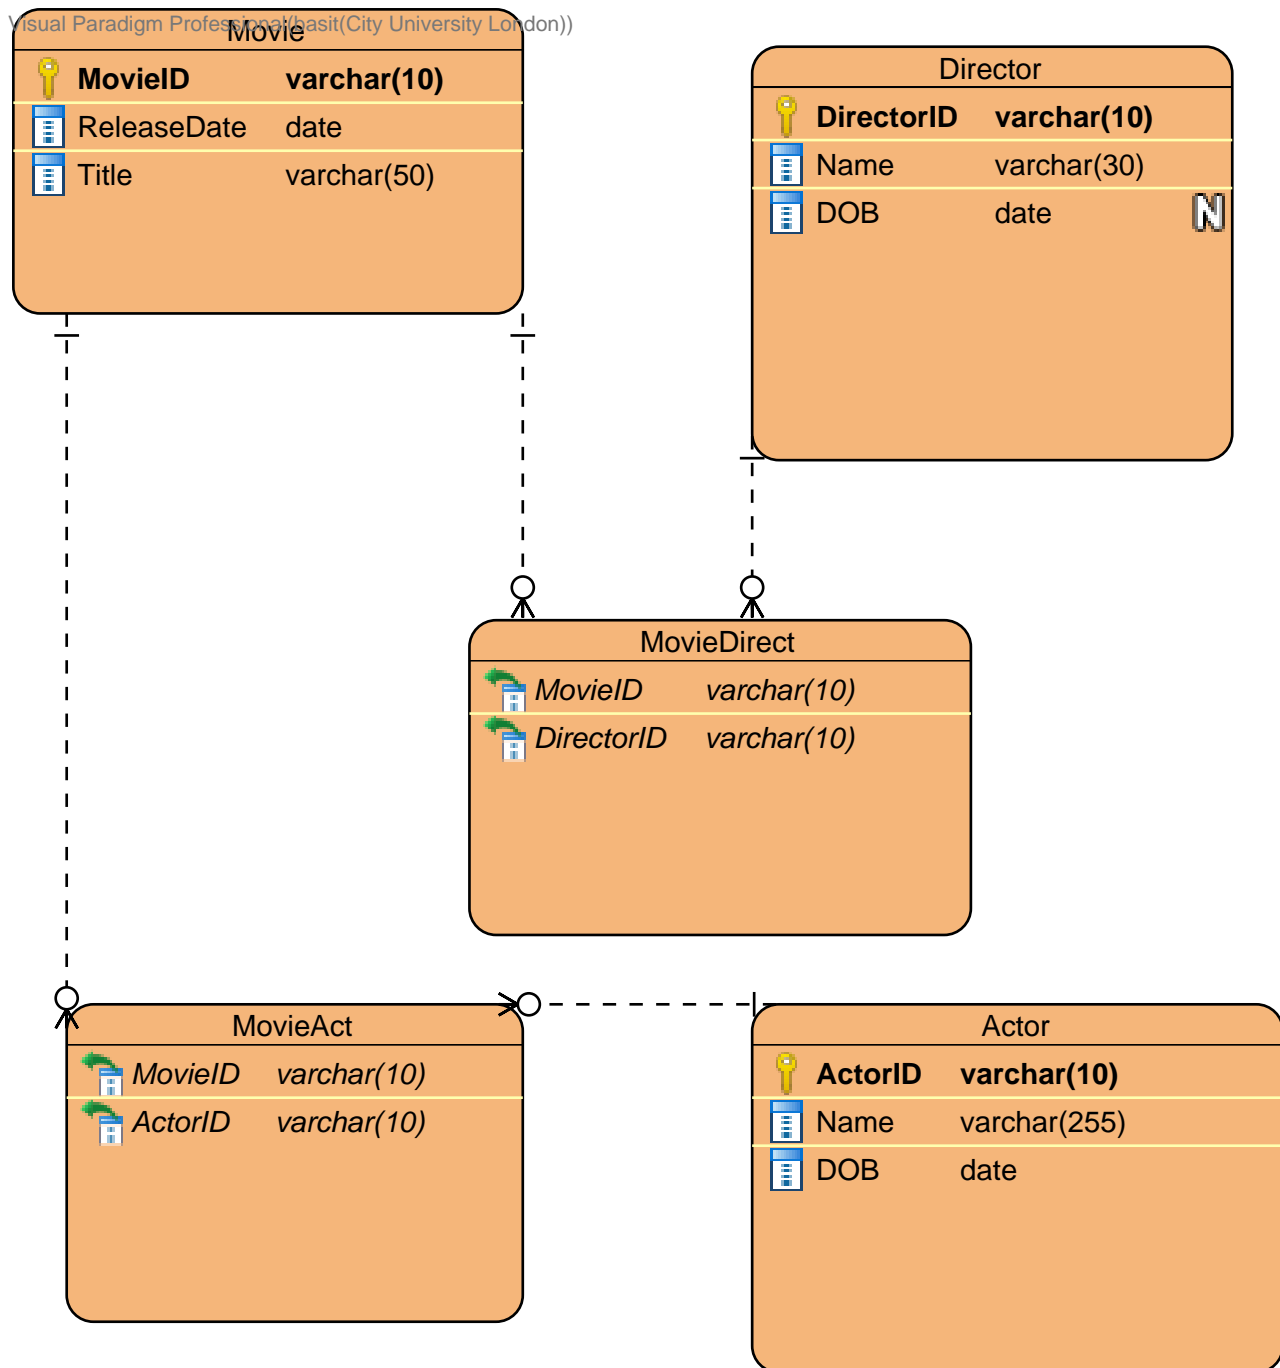 Visual Paradigm Professional(basit(City University London))
Movie
MovieID varchar(10)
ReleaseDate date
Title varchar(50)
Director
DirectorID varchar(10)
Name varchar(30)
DOB date N
MovieDirect
MovieID varchar(10)
DirectorID varchar(10)
MovieAct
MovieID varchar(10)
ActorID varchar(10)
Actor
ActorID varchar(10)
Name varchar(255)
DOB date